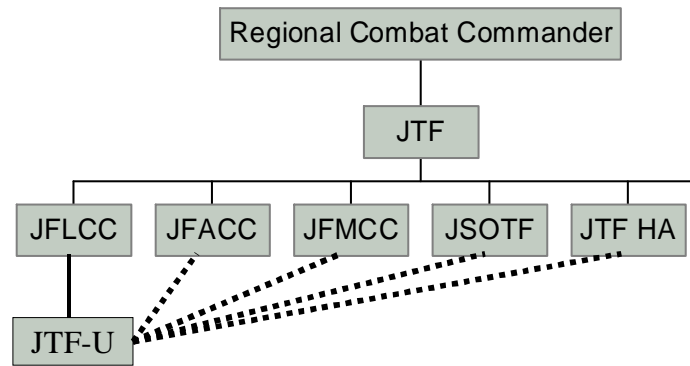 Regional Combat Commander
JTF
JFLCC JFACC JFMCC JSOTF JTF HA
JTF-U